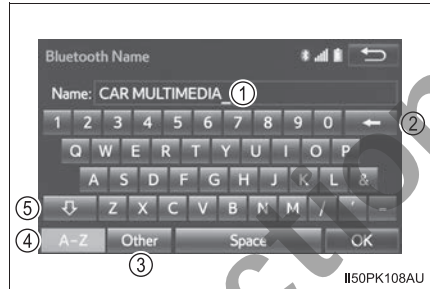 Bluetooth Name
Name: CAR MULTIMEDIA_ 1
1 2 3 4 5 6 7 8 9 0 ← 2
Q W E R T Y U I O P
A S D F G H J K L &
5 ⇩ Z X C V B N M / ' -
4 A-Z Other Space OK
3
II50PK108AU